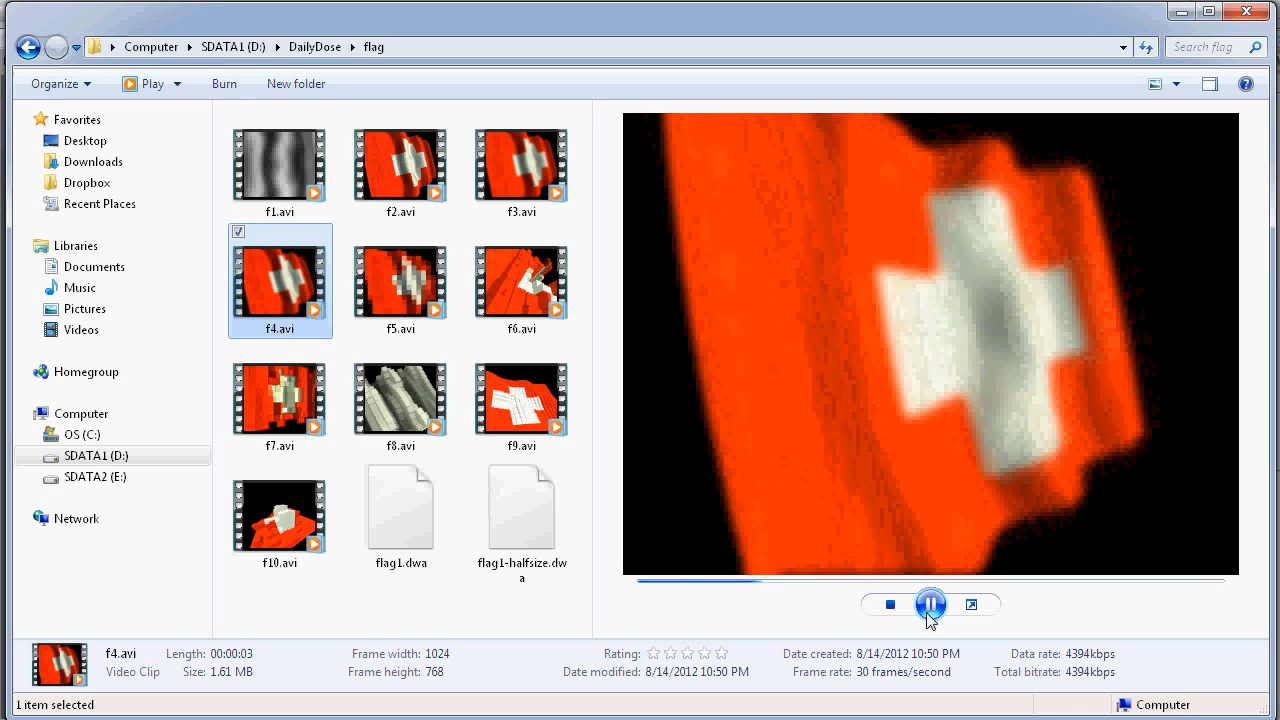 Computer SDATA1 (D:) DailyDose flag
Search flag
Organize Play Burn New folder
Favorites
Desktop
Downloads
Dropbox
Recent Places
Libraries
Documents
Music
Pictures
Videos
Homegroup
Computer
OS (C:)
SDATA1 (D:)
SDATA2 (E:)
Network
f1.avi f2.avi f3.avi
f4.avi f5.avi f6.avi
f7.avi f8.avi f9.avi
f10.avi flag1.dwa flag1-halfsize.dw
a
f4.avi Length: 00:00:03 Frame width: 1024 Rating: Date created: 8/14/2012 10:50 PM Data rate: 4394kbps
Video Clip Size: 1.61 MB Frame height: 768 Date modified: 8/14/2012 10:50 PM Frame rate: 30 frames/second Total bitrate: 4394kbps
1 item selected Computer